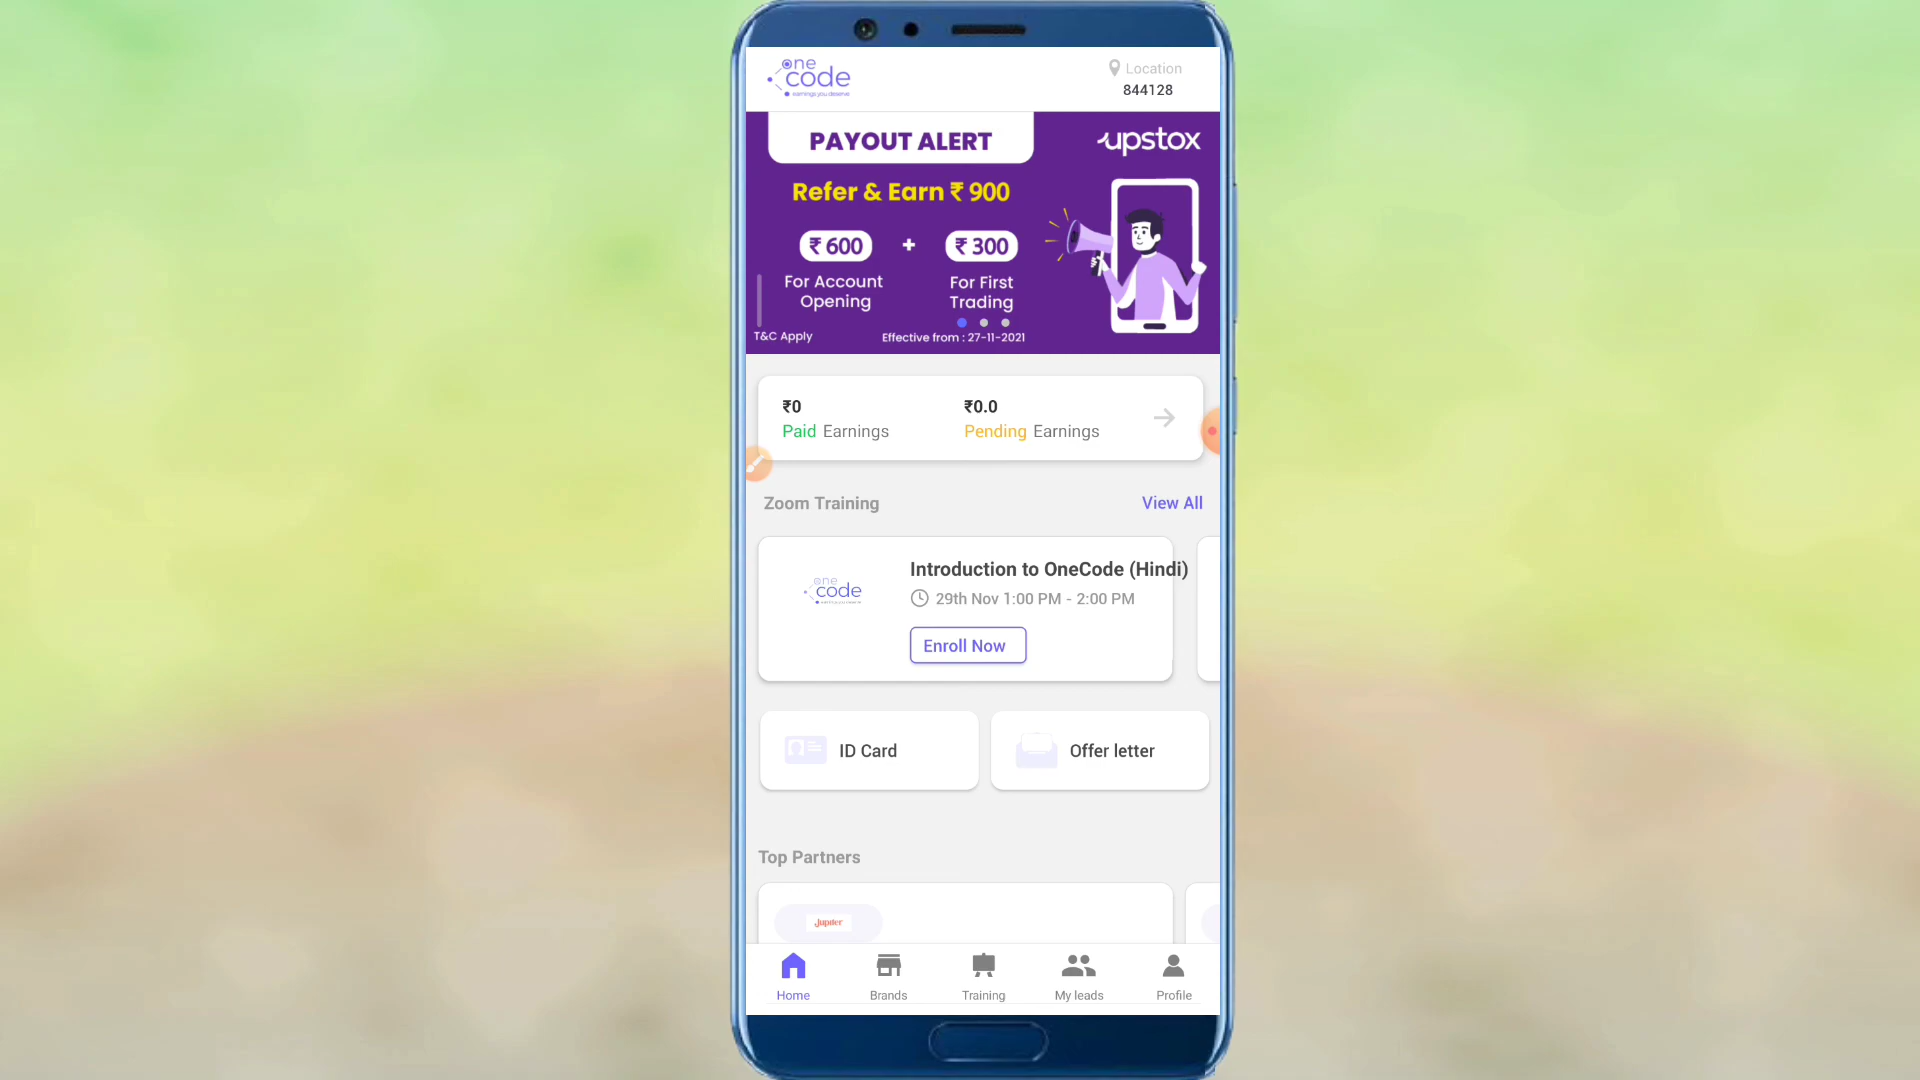 one
code
earnings you deserve
Location
844128
PAYOUT ALERT
upstox
Refer & Earn ₹ 900
₹ 600 + ₹ 300
For Account Opening
For First Trading
T&C Apply
Effective from : 27-11-2021
₹0
Paid Earnings
₹0.0
Pending Earnings
Zoom Training
View All
one
code
Introduction to OneCode (Hindi)
29th Nov 1:00 PM - 2:00 PM
Enroll Now
ID Card
Offer letter
Top Partners
Jupiter
Home
Brands
Training
My leads
Profile